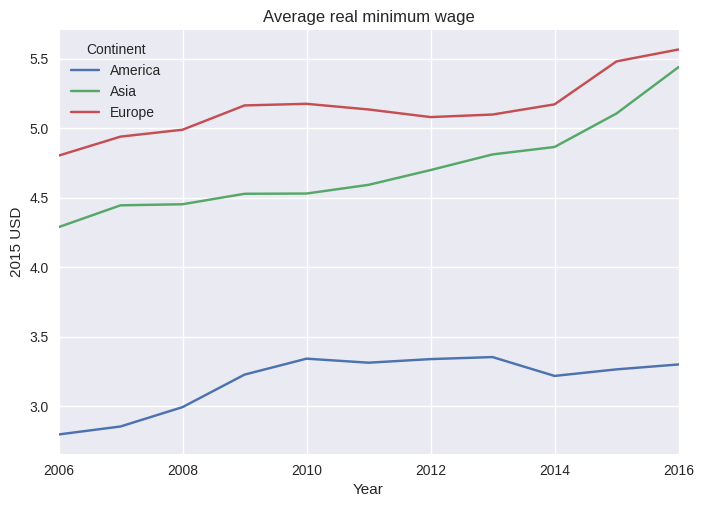 Average real minimum wage
Continent
America
Asia
Europe
5.5
5.0
4.5
4.0
3.5
3.0
2015 USD
2006 2008 2010 2012 2014 2016
Year